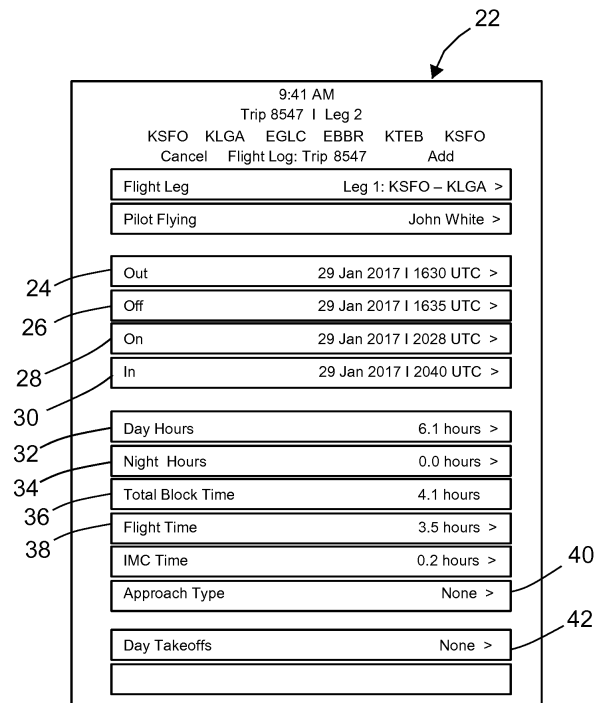 22
9:41 AM
Trip 8547 I Leg 2
KSFO KLGA EGLC EBBR KTEB KSFO
Cancel Flight Log: Trip 8547 Add
Flight Leg Leg 1: KSFO – KLGA >
Pilot Flying John White >
24 Out 29 Jan 2017 I 1630 UTC >
26 Off 29 Jan 2017 I 1635 UTC >
28 On 29 Jan 2017 I 2028 UTC >
30 In 29 Jan 2017 I 2040 UTC >
32 Day Hours 6.1 hours >
34 Night Hours 0.0 hours >
36 Total Block Time 4.1 hours
38 Flight Time 3.5 hours >
IMC Time 0.2 hours >
Approach Type None > 40
Day Takeoffs None > 42